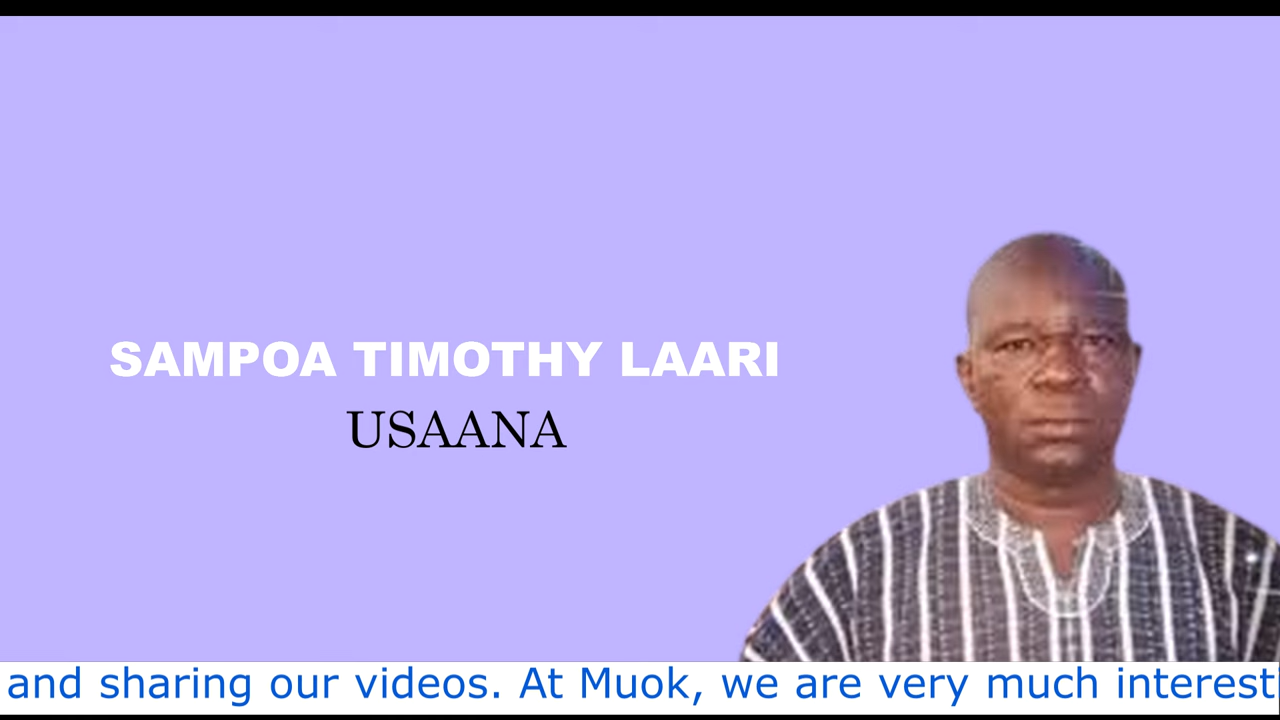 SAMPOA TIMOTHY LAARI
USAANA
and sharing our videos. At Muok, we are very much interest